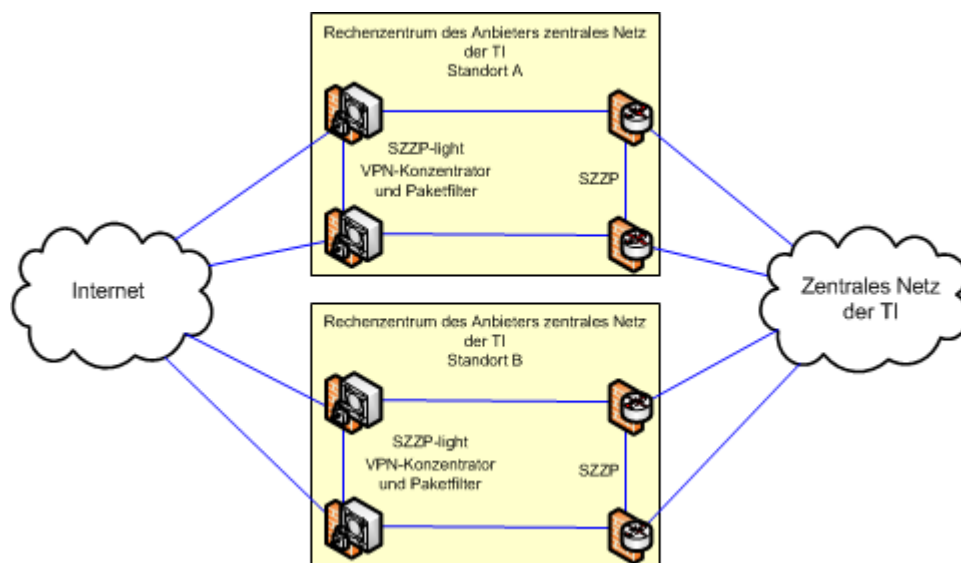 Rechenzentrum des Anbieters zentrales Netz
der TI
Standort A
SZZP-light
VPN-Konzentrator
und Paketfilter
SZZP
Internet
Zentrales Netz
der TI
Rechenzentrum des Anbieters zentrales Netz
der TI
Standort B
SZZP-light
VPN-Konzentrator
und Paketfilter
SZZP